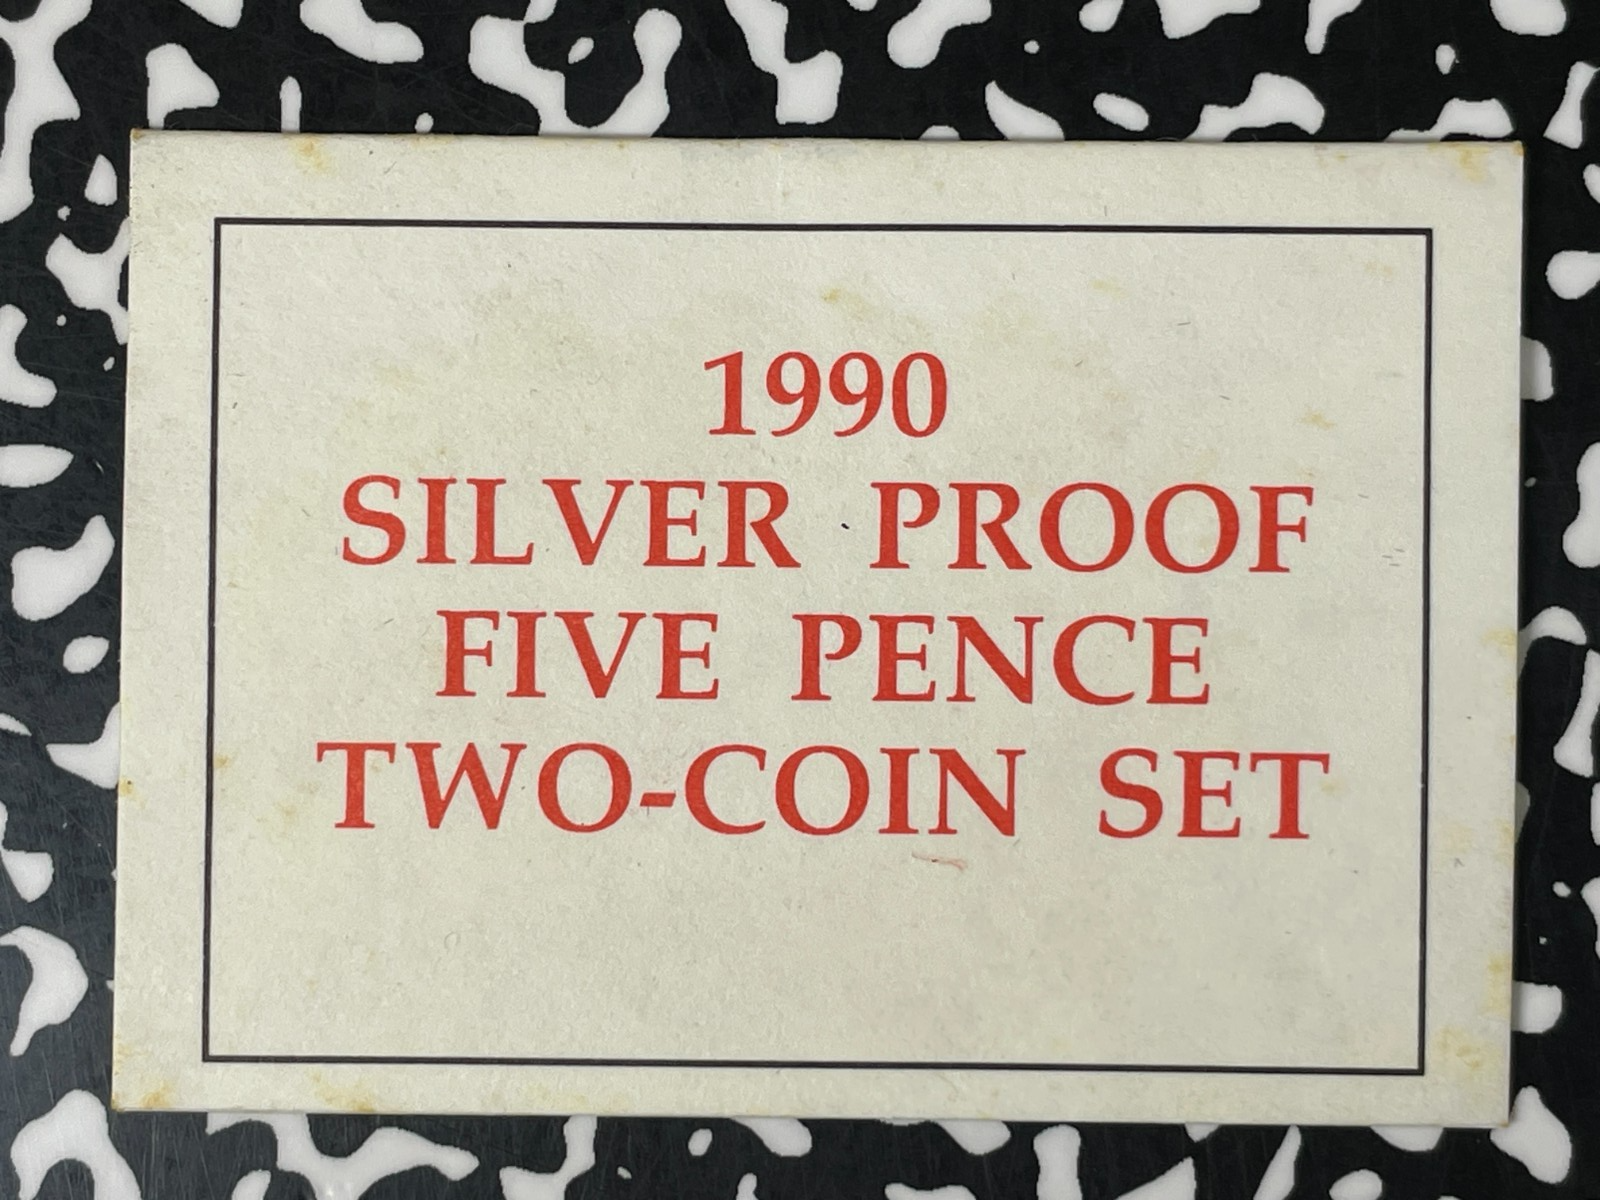 1990
SILVER PROOF
FIVE PENCE
TWO-COIN SET